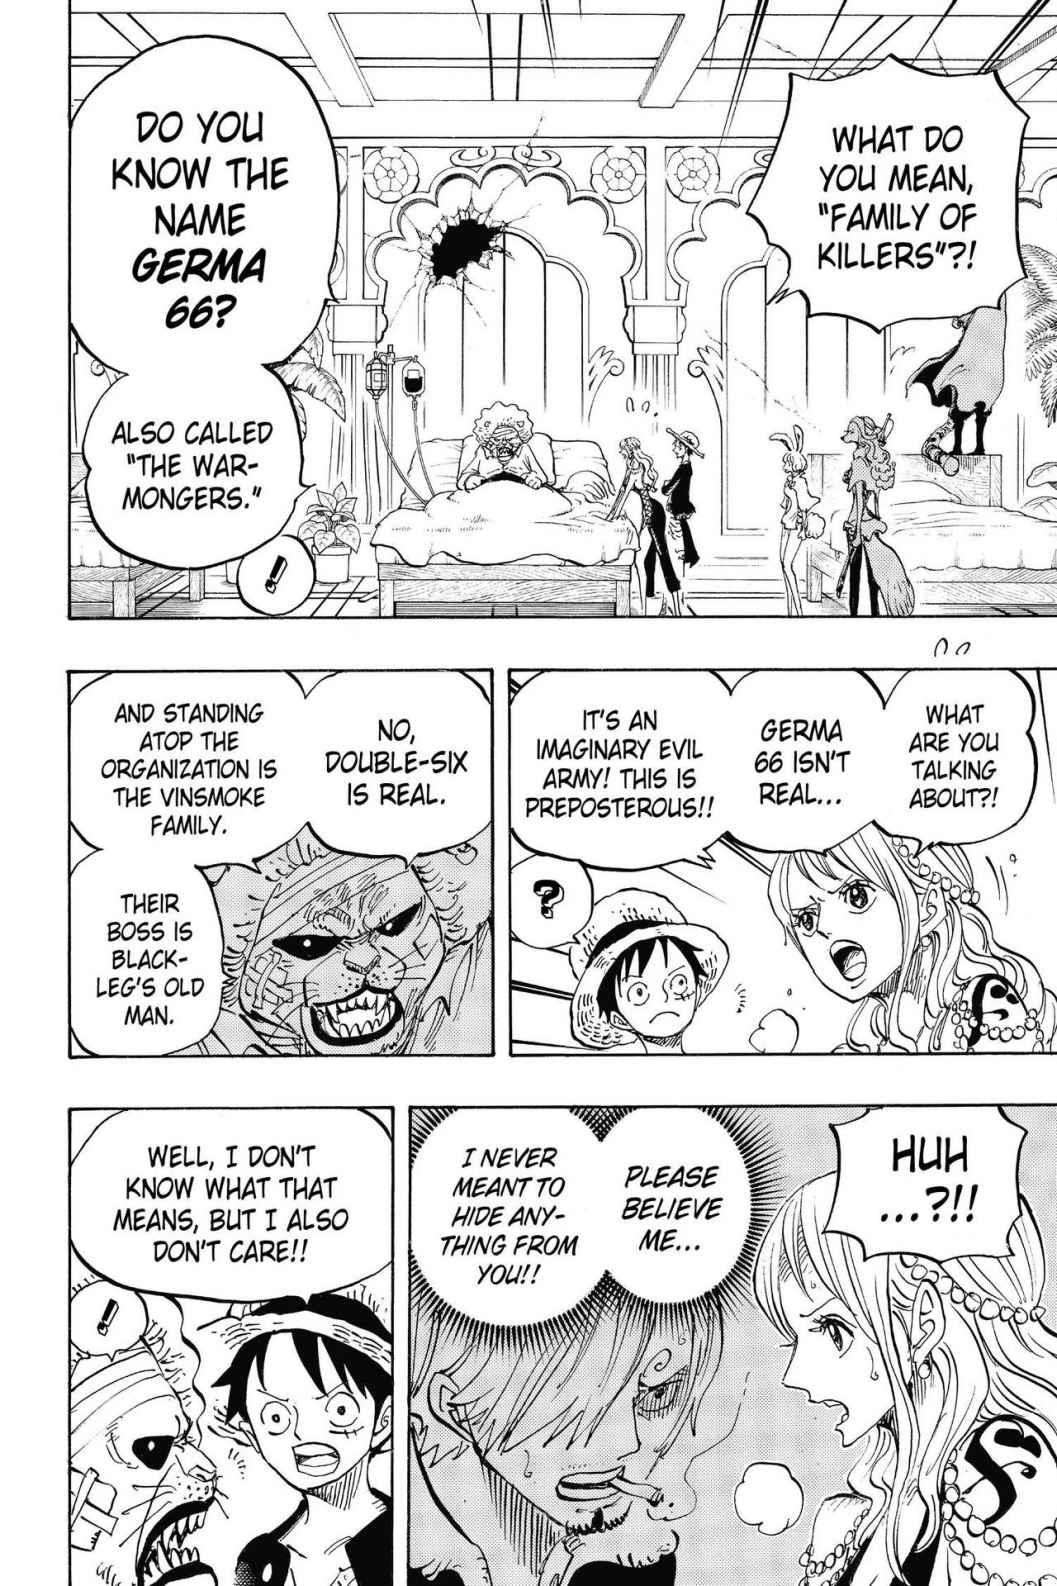 WHAT DO
YOU MEAN,
"FAMILY OF
KILLERS"?!
DO YOU
KNOW THE
NAME
GERMA
66?
ALSO CALLED
"THE WAR-
MONGERS."
!
WHAT
ARE YOU
TALKING
ABOUT?!
GERMA
66 ISN'T
REAL...
IT'S AN
IMAGINARY EVIL
ARMY! THIS IS
PREPOSTEROUS!!
?
NO,
DOUBLE-SIX
IS REAL.
AND STANDING
ATOP THE
ORGANIZATION IS
THE VINSMOKE
FAMILY.
THEIR
BOSS IS
BLACK-
LEG'S OLD
MAN.
HUH
...?!!
PLEASE
BELIEVE
ME...
I NEVER
MEANT TO
HIDE ANY-
THING FROM
YOU!!
WELL, I DON'T
KNOW WHAT THAT
MEANS, BUT I ALSO
DON'T CARE!!
!